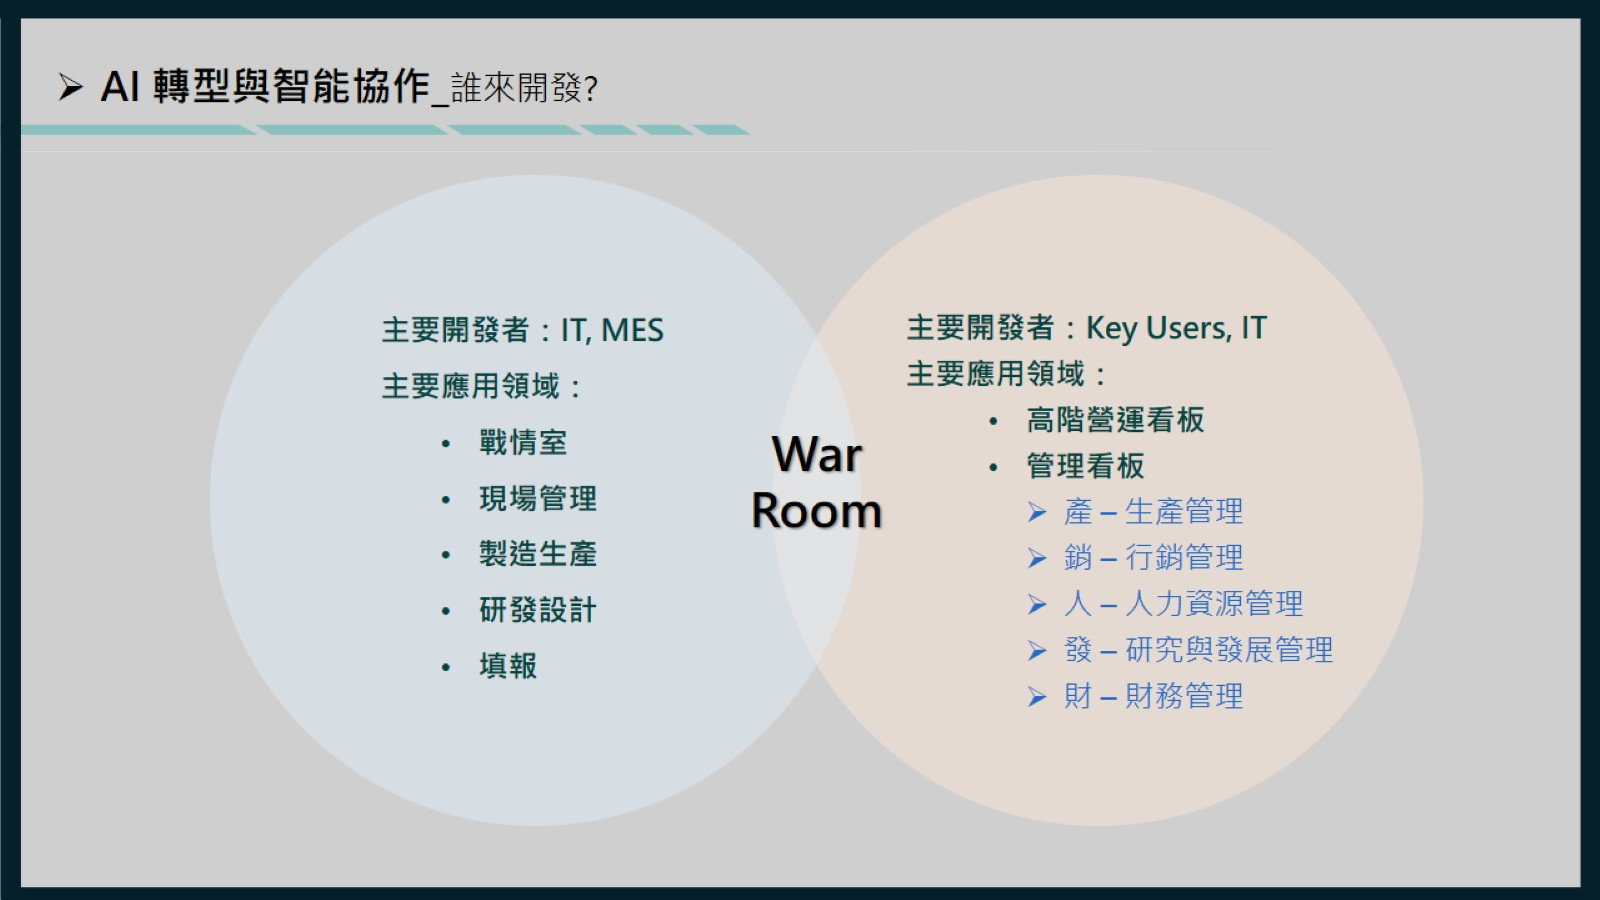 ➢ AI 轉型與智能協作_誰來開發?
主要開發者：IT, MES
主要應用領域：
• 戰情室
• 現場管理
• 製造生產
• 研發設計
• 填報
War
Room
主要開發者：Key Users, IT
主要應用領域：
• 高階營運看板
• 管理看板
➢ 產 – 生產管理
➢ 銷 – 行銷管理
➢ 人 – 人力資源管理
➢ 發 – 研究與發展管理
➢ 財 – 財務管理